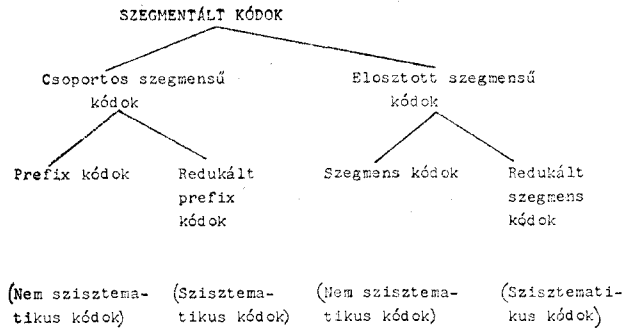 SZEGMENTÁLT KÓDOK
Csoportos szegmensű
kódok
Elosztott szegmensű
kódok
Prefix kódok
Redukált
prefix
kódok
Szegmens kódok
Redukált
szegmens
kódok
(Nem szisztema-
tikus kódok)
(Szisztema-
tikus kódok)
(Nem szisztema-
tikus kódok)
(Szisztemati-
kus kódok)